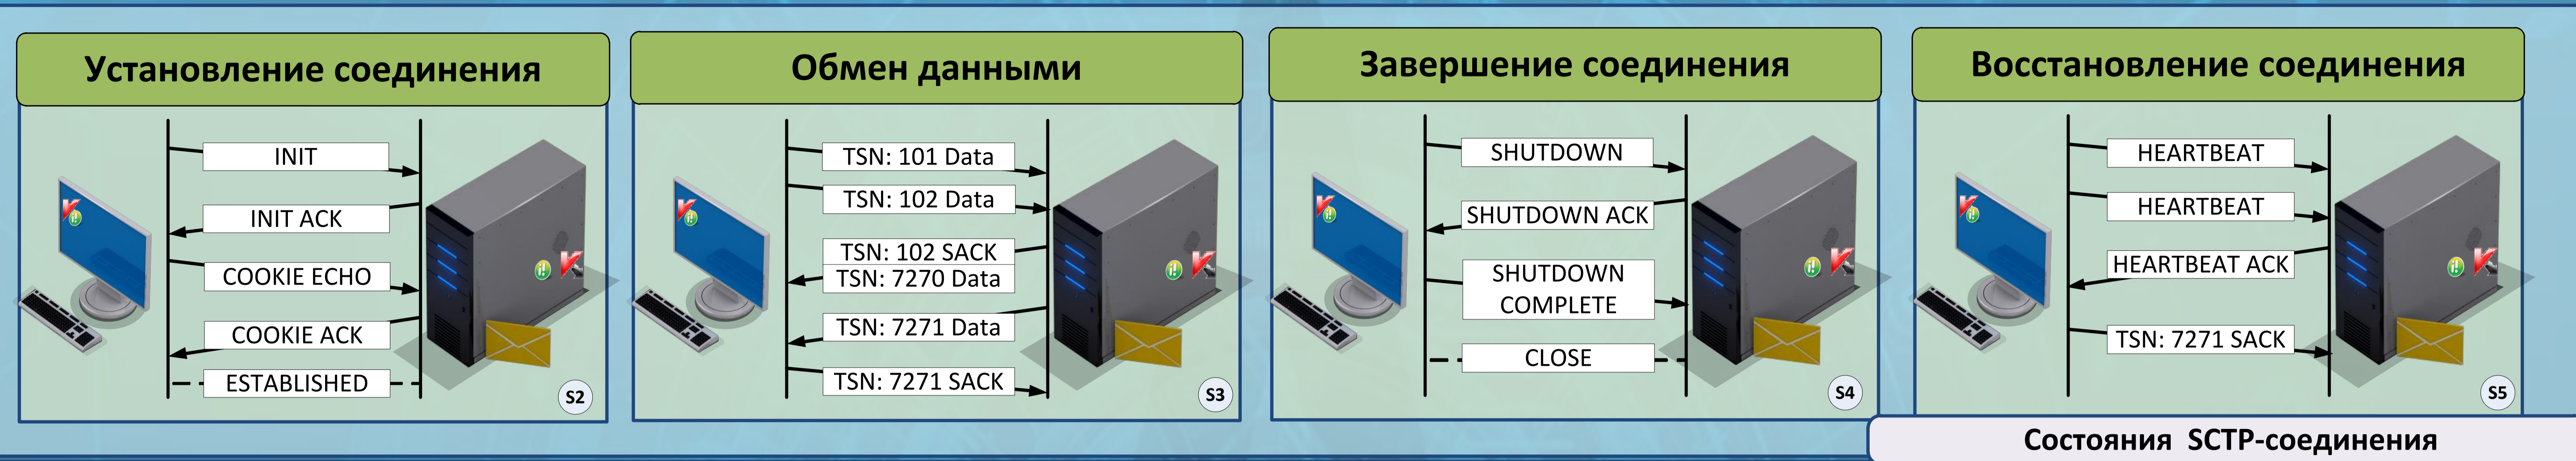 Установление соединения
INIT
INIT ACK
COOKIE ECHO
COOKIE ACK
ESTABLISHED
S2
Обмен данными
TSN: 101 Data
TSN: 102 Data
TSN: 102 SACK
TSN: 7270 Data
TSN: 7271 Data
TSN: 7271 SACK
S3
Завершение соединения
SHUTDOWN
SHUTDOWN ACK
SHUTDOWN
COMPLETE
CLOSE
S4
Восстановление соединения
HEARTBEAT
HEARTBEAT
HEARTBEAT ACK
TSN: 7271 SACK
S5
Состояния SCTP-соединения